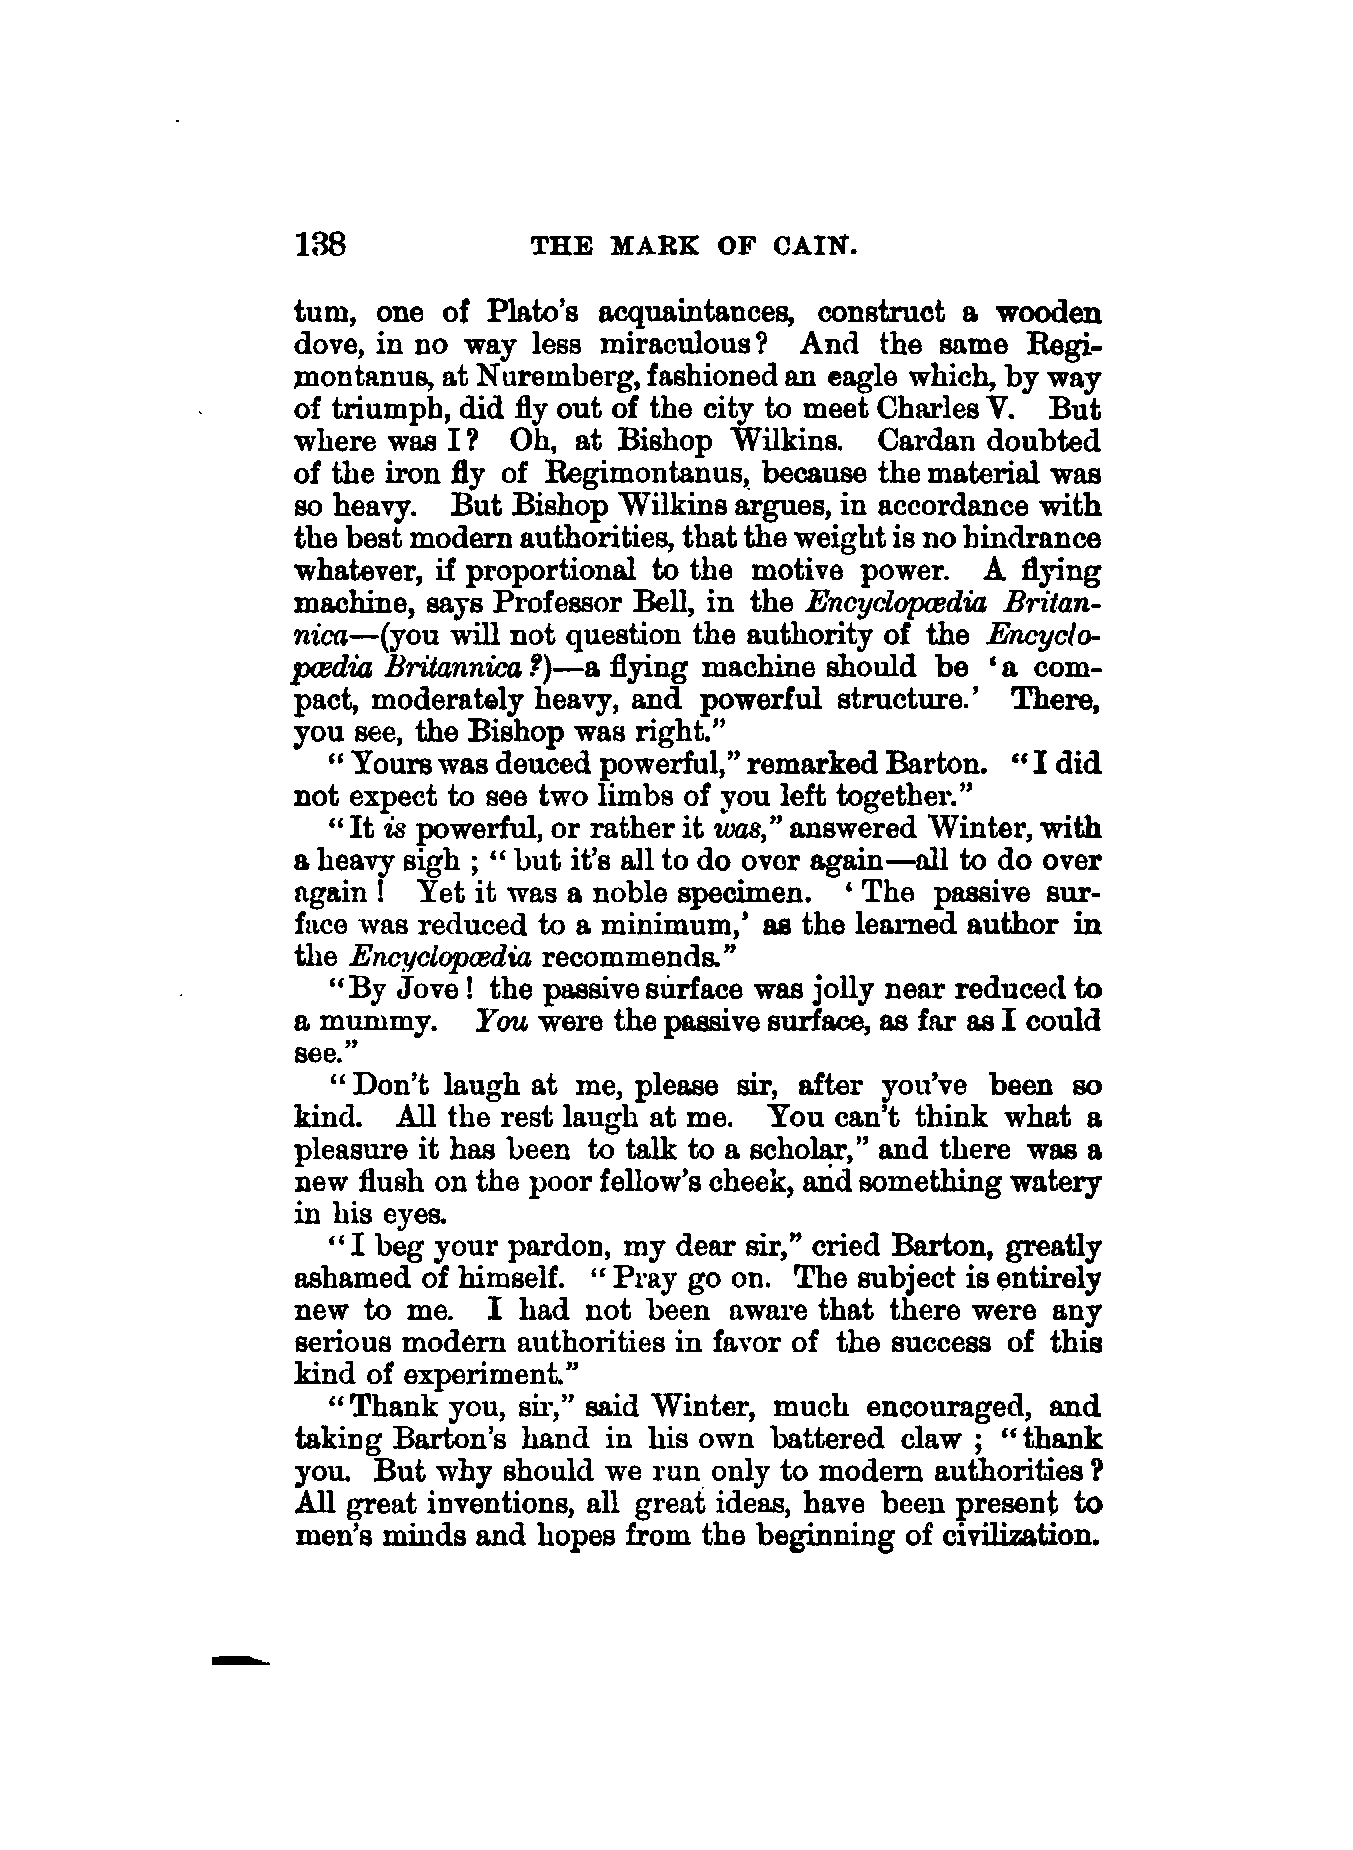 138 THE MARK OF CAIN.
tum, one of Plato's acquaintances, construct a wooden
dove, in no way less miraculous? And the same Regi-
montanus, at Nuremberg, fashioned an eagle which, by way
of triumph, did fly out of the city to meet Charles V. But
where was I? Oh, at Bishop Wilkins. Cardan doubted
of the iron fly of Regimontanus, because the material was
so heavy. But Bishop Wilkins argues, in accordance with
the best modern authorities, that the weight is no hindrance
whatever, if proportional to the motive power. A flying
machine, says Professor Bell, in the Encyclopœdia Britan-
nica—(you will not question the authority of the Encyclo-
pœdia Britannica?)—a flying machine should be 'a com-
pact, moderately heavy, and powerful structure.' There,
you see, the Bishop was right."
"Yours was deuced powerful," remarked Barton. "I did
not expect to see two limbs of you left together."
"It is powerful, or rather it was," answered Winter, with
a heavy sigh; "but it's all to do over again—all to do over
again! Yet it was a noble specimen. 'The passive sur-
face was reduced to a minimum,' as the learned author in
the Encyclopœdia recommends."
"By Jove! the passive surface was jolly near reduced to
a mummy. You were the passive surface, as far as I could
see."
"Don't laugh at me, please sir, after you've been so
kind. All the rest laugh at me. You can't think what a
pleasure it has been to talk to a scholar," and there was a
new flush on the poor fellow's cheek, and something watery
in his eyes.
"I beg your pardon, my dear sir," cried Barton, greatly
ashamed of himself. "Pray go on. The subject is entirely
new to me. I had not been aware that there were any
serious modern authorities in favor of the success of this
kind of experiment."
"Thank you, sir," said Winter, much encouraged, and
taking Barton's hand in his own battered claw; "thank
you. But why should we run only to modern authorities?
All great inventions, all great ideas, have been present to
men's minds and hopes from the beginning of civilization.